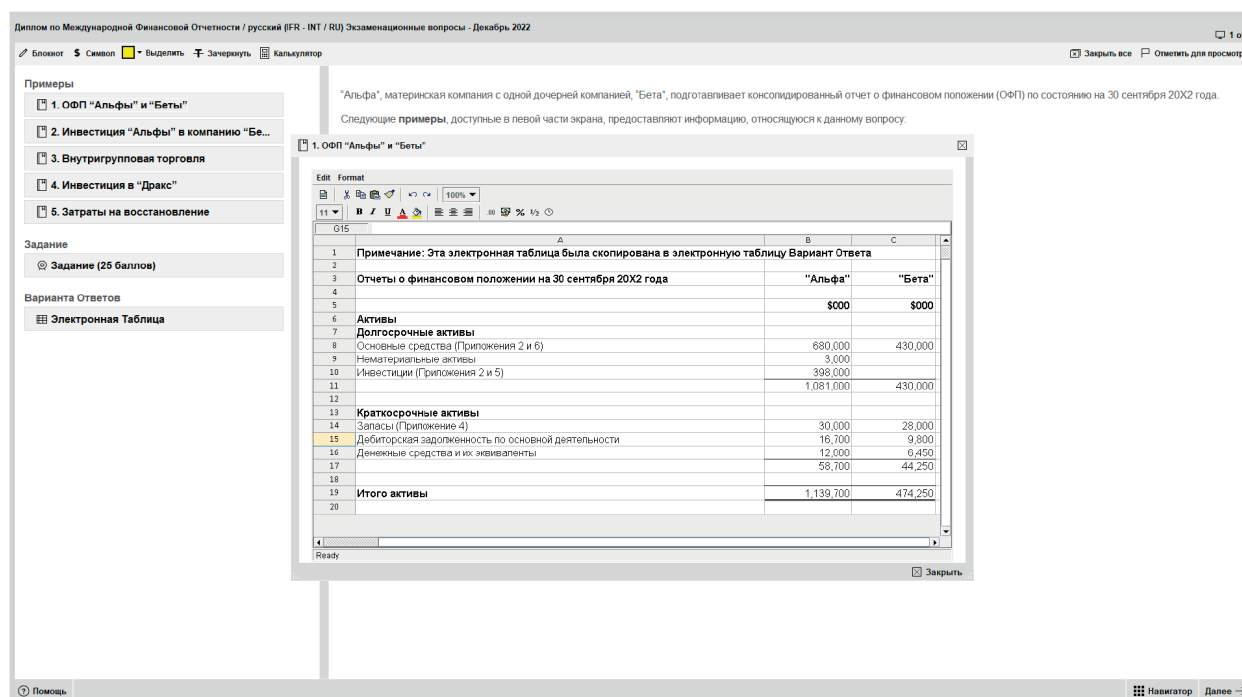 Диплом по Международной Финансовой Отчетности / русский (IFR - INT / RU) Экзаменационные вопросы - Декабрь 2022
1 о
Блокнот $ Символ Выделить Зачеркнуть Калькулятор Закрыть все Отметить для просмотр
Примеры
1. ОФП “Альфы” и “Беты”
2. Инвестиция “Альфы” в компанию “Бе...
3. Внутригрупповая торговля
4. Инвестиция в “Дракс”
5. Затраты на восстановление
Задание
Задание (25 баллов)
Варианта Ответов
Электронная Таблица
“Альфа”, материнская компания с одной дочерней компанией, “Бета”, подготавливает консолидированный отчет о финансовом положении (ОФП) по состоянию на 30 сентября 20X2 года.
Следующие примеры, доступные в левой части экрана, предоставляют информацию, относящуюся к данному вопросу:
1. ОФП “Альфы” и “Беты”
Edit Format
100%
11 B I U A .00 % ½
G15
A B C
1 Примечание: Эта электронная таблица была скопирована в электронную таблицу Вариант Ответа
2
3 Отчеты о финансовом положении на 30 сентября 20X2 года "Альфа" "Бета"
4
5 $000 $000
6 Активы
7 Долгосрочные активы
8 Основные средства (Приложения 2 и 6) 680,000 430,000
9 Нематериальные активы 3,000
10 Инвестиции (Приложения 2 и 5) 398,000
11 1,081,000 430,000
12
13 Краткосрочные активы
14 Запасы (Приложение 4) 30,000 28,000
15 Дебиторская задолженность по основной деятельности 16,700 9,800
16 Денежные средства и их эквиваленты 12,000 6,450
17 58,700 44,250
18
19 Итого активы 1,139,700 474,250
20
Ready
Закрыть
Помощь Навигатор Далее